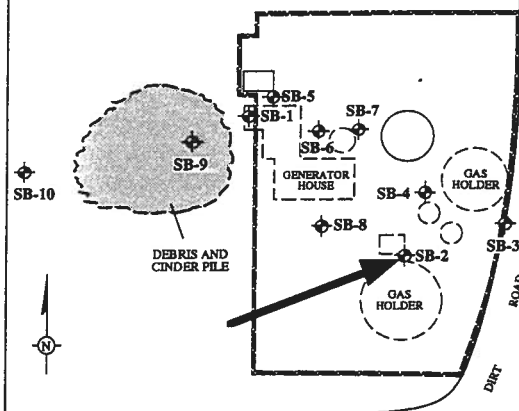 SB-5
SB-1
SB-7
SB-6
SB-9
SB-10
GENERATOR
HOUSE
GAS
HOLDER
SB-4
SB-8
SB-3
DEBRIS AND
CINDER PILE
SB-2
GAS
HOLDER
N
DIRT ROAD